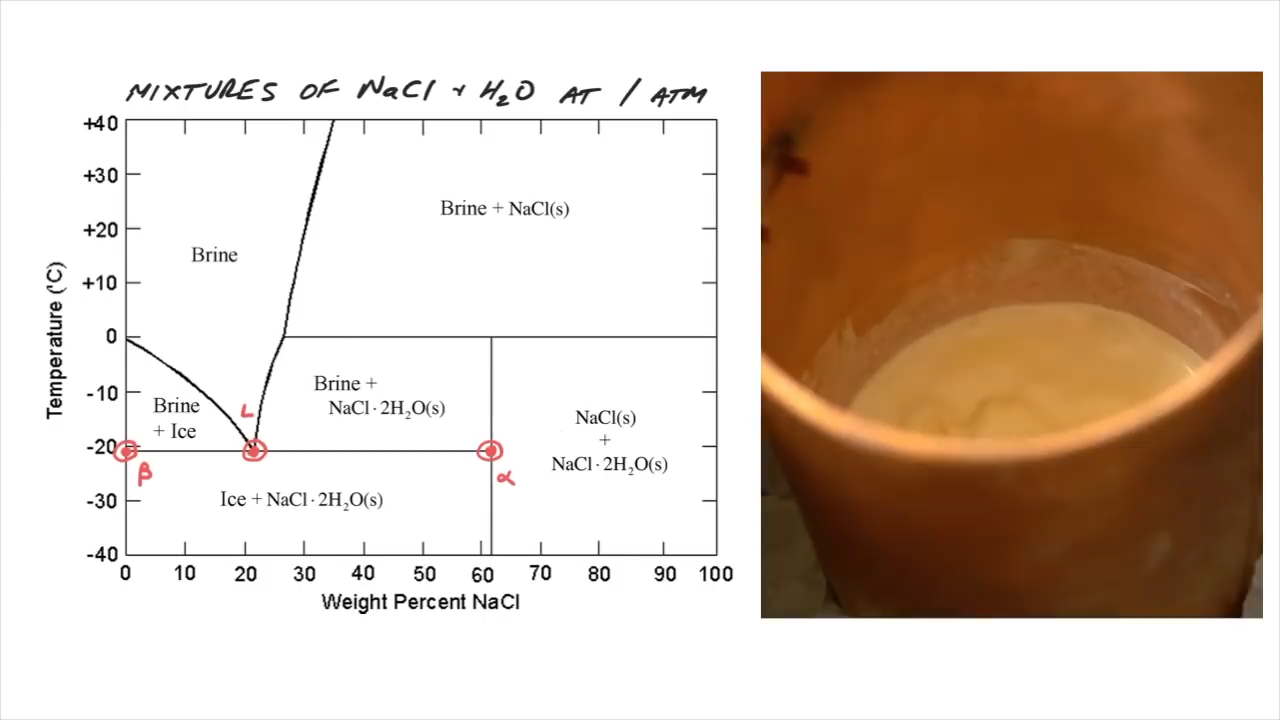 MIXTURES OF NaCl + H₂O AT 1 ATM
+40
+30
+20
+10
0
-10
-20
-30
-40
Temperature (°C)
Brine
Brine + NaCl(s)
Brine +
NaCl·2H₂O(s)
Brine
+ Ice
L
NaCl(s)
+
NaCl·2H₂O(s)
β
α
Ice + NaCl·2H₂O(s)
0 10 20 30 40 50 60 70 80 90 100
Weight Percent NaCl